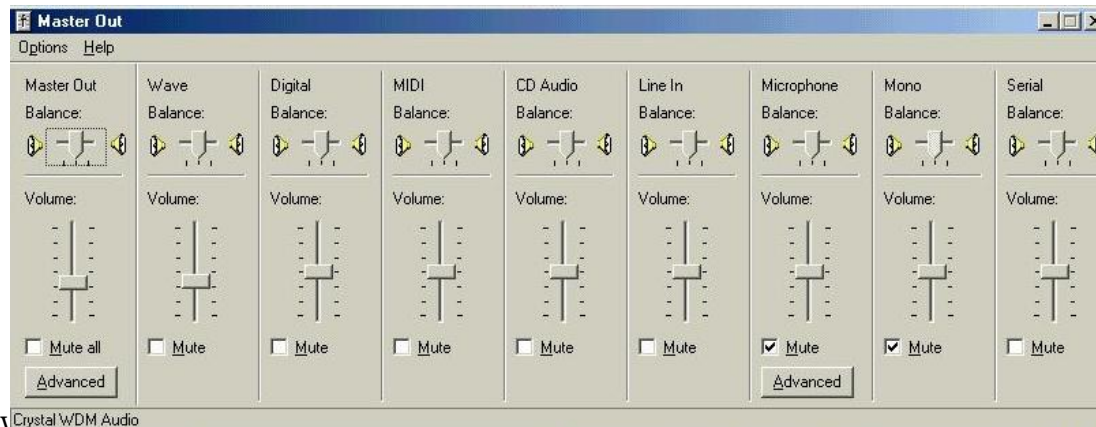 Master Out
Options Help
Master Out Wave Digital MIDI CD Audio Line In Microphone Mono Serial
Balance: Balance: Balance: Balance: Balance: Balance: Balance: Balance: Balance:
Volume: Volume: Volume: Volume: Volume: Volume: Volume: Volume: Volume:
Mute all Mute Mute Mute Mute Mute Mute Mute Mute
Advanced Advanced
Crystal WDM Audio